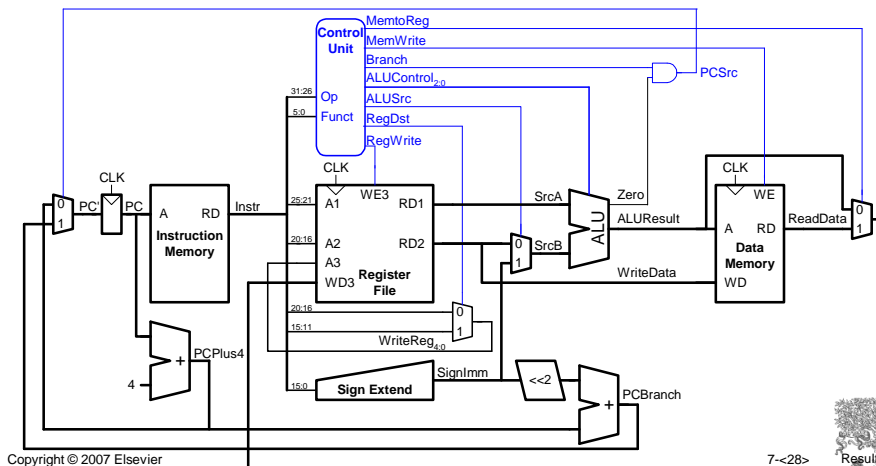 MemtoReg
Control Unit
MemWrite
Branch
ALUControl2:0
PCSrc
31:26
Op
ALUSrc
5:0
Funct
RegDst
RegWrite
CLK
CLK
CLK
0
1
PC'
PC
A
RD
Instr
Instruction Memory
25:21
A1
WE3
RD1
SrcA
Zero
WE
0
1
20:16
A2
RD2
0
1
SrcB
ALU
ALUResult
A
RD
ReadData
Data Memory
A3
WD3
Register File
WriteData
WD
20:16
0
15:11
1
WriteReg4:0
+
PCPlus4
4
SignImm
15:0
Sign Extend
<<2
+
PCBranch
Copyright © 2007 Elsevier
7-<28>
Resul